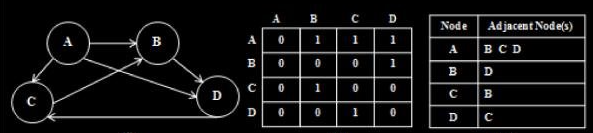 A B
C D
A B C D
A 0 1 1 1
B 0 0 0 1
C 0 1 0 0
D 0 0 1 0
Node Adjacent Node(s)
A B C D
B D
C B
D C